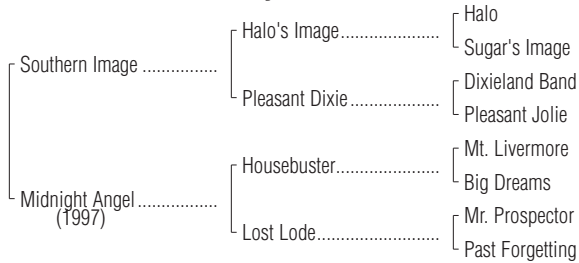 Halo
Halo's Image
Sugar's Image
Southern Image
Dixieland Band
Pleasant Dixie
Pleasant Jolie
Mt. Livermore
Housebuster
Big Dreams
Midnight Angel
(1997)
Mr. Prospector
Lost Lode
Past Forgetting